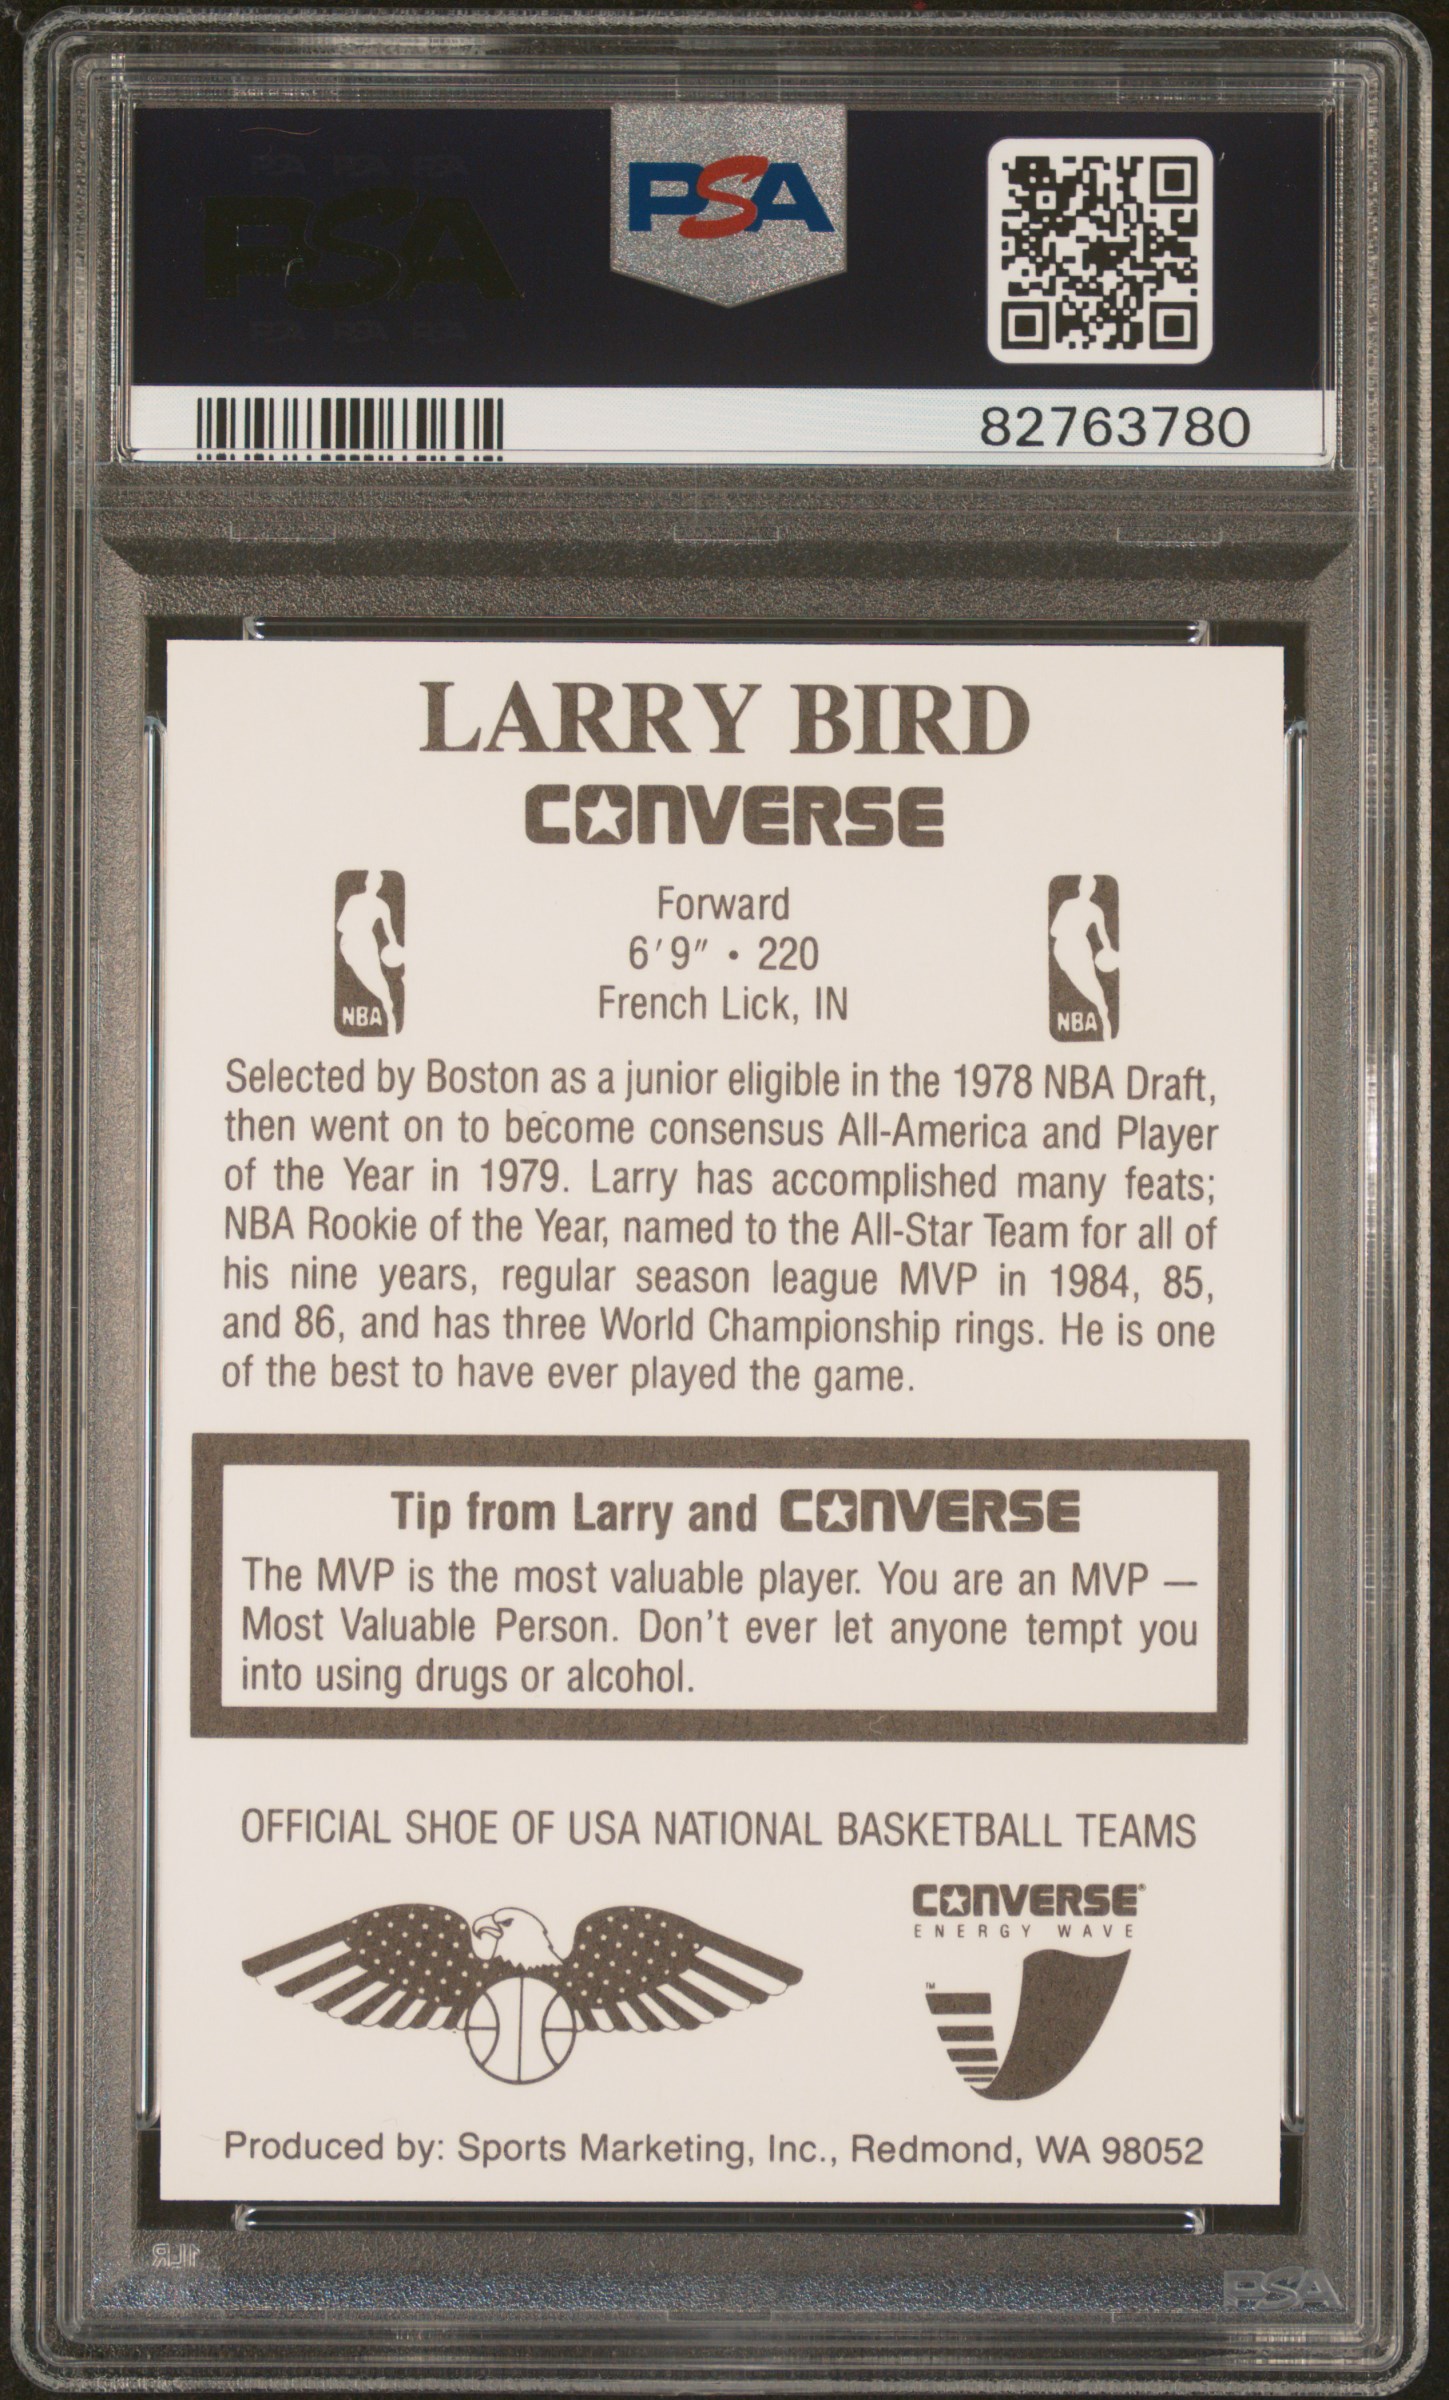 PSA
PSA
82763780
LARRY BIRD
CONVERSE
Forward
6'9" • 220
French Lick, IN
NBA
NBA
Selected by Boston as a junior eligible in the 1978 NBA Draft,
then went on to become consensus All-America and Player
of the Year in 1979. Larry has accomplished many feats;
NBA Rookie of the Year, named to the All-Star Team for all of
his nine years, regular season league MVP in 1984, 85,
and 86, and has three World Championship rings. He is one
of the best to have ever played the game.
Tip from Larry and CONVERSE
The MVP is the most valuable player. You are an MVP —
Most Valuable Person. Don't ever let anyone tempt you
into using drugs or alcohol.
OFFICIAL SHOE OF USA NATIONAL BASKETBALL TEAMS
CONVERSE®
ENERGY WAVE
TM
Produced by: Sports Marketing, Inc., Redmond, WA 98052
1LR
PSA